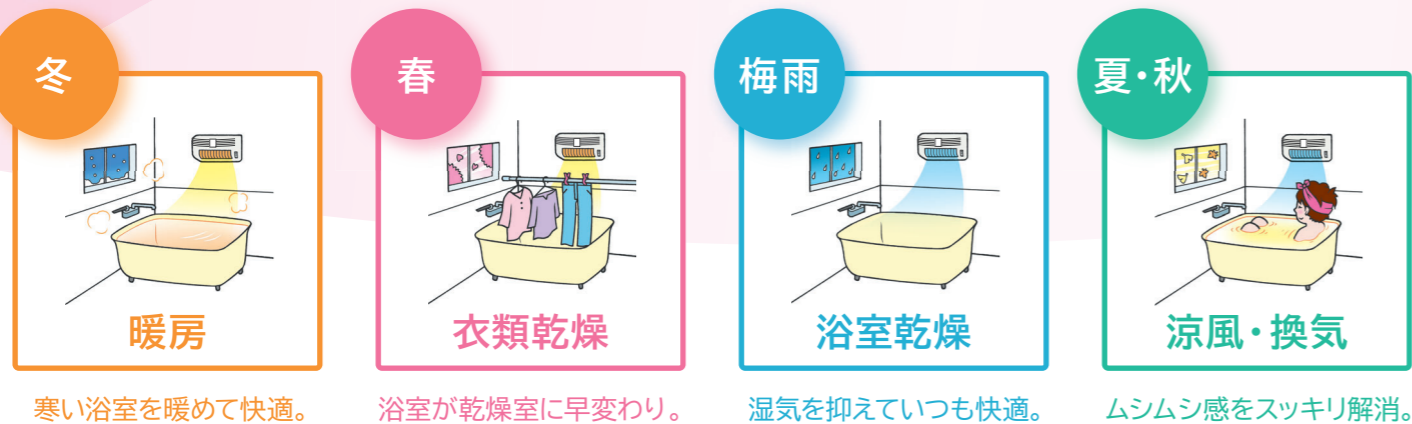 冬
暖房
寒い浴室を暖めて快適。
春
衣類乾燥
浴室が乾燥室に早変わり。
梅雨
浴室乾燥
湿気を抑えていつも快適。
夏・秋
涼風・換気
ムシムシ感をスッキリ解消。